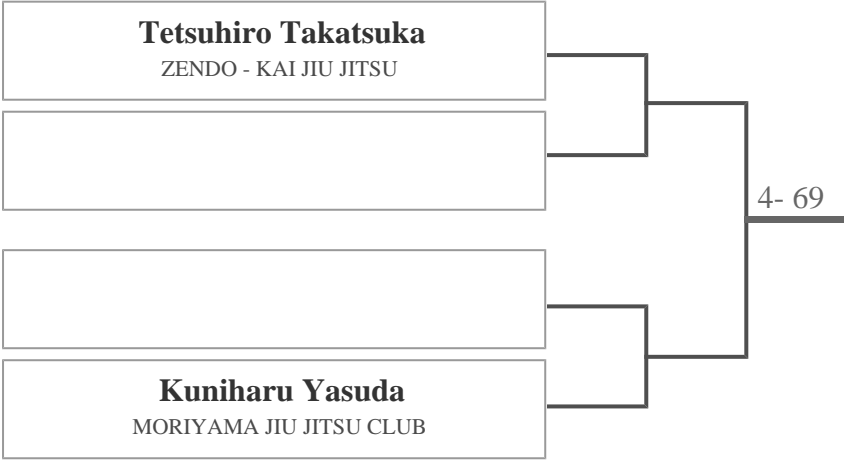 Tetsuhiro Takatsuka
ZENDO - KAI JIU JITSU
4- 69
Kuniharu Yasuda
MORIYAMA JIU JITSU CLUB